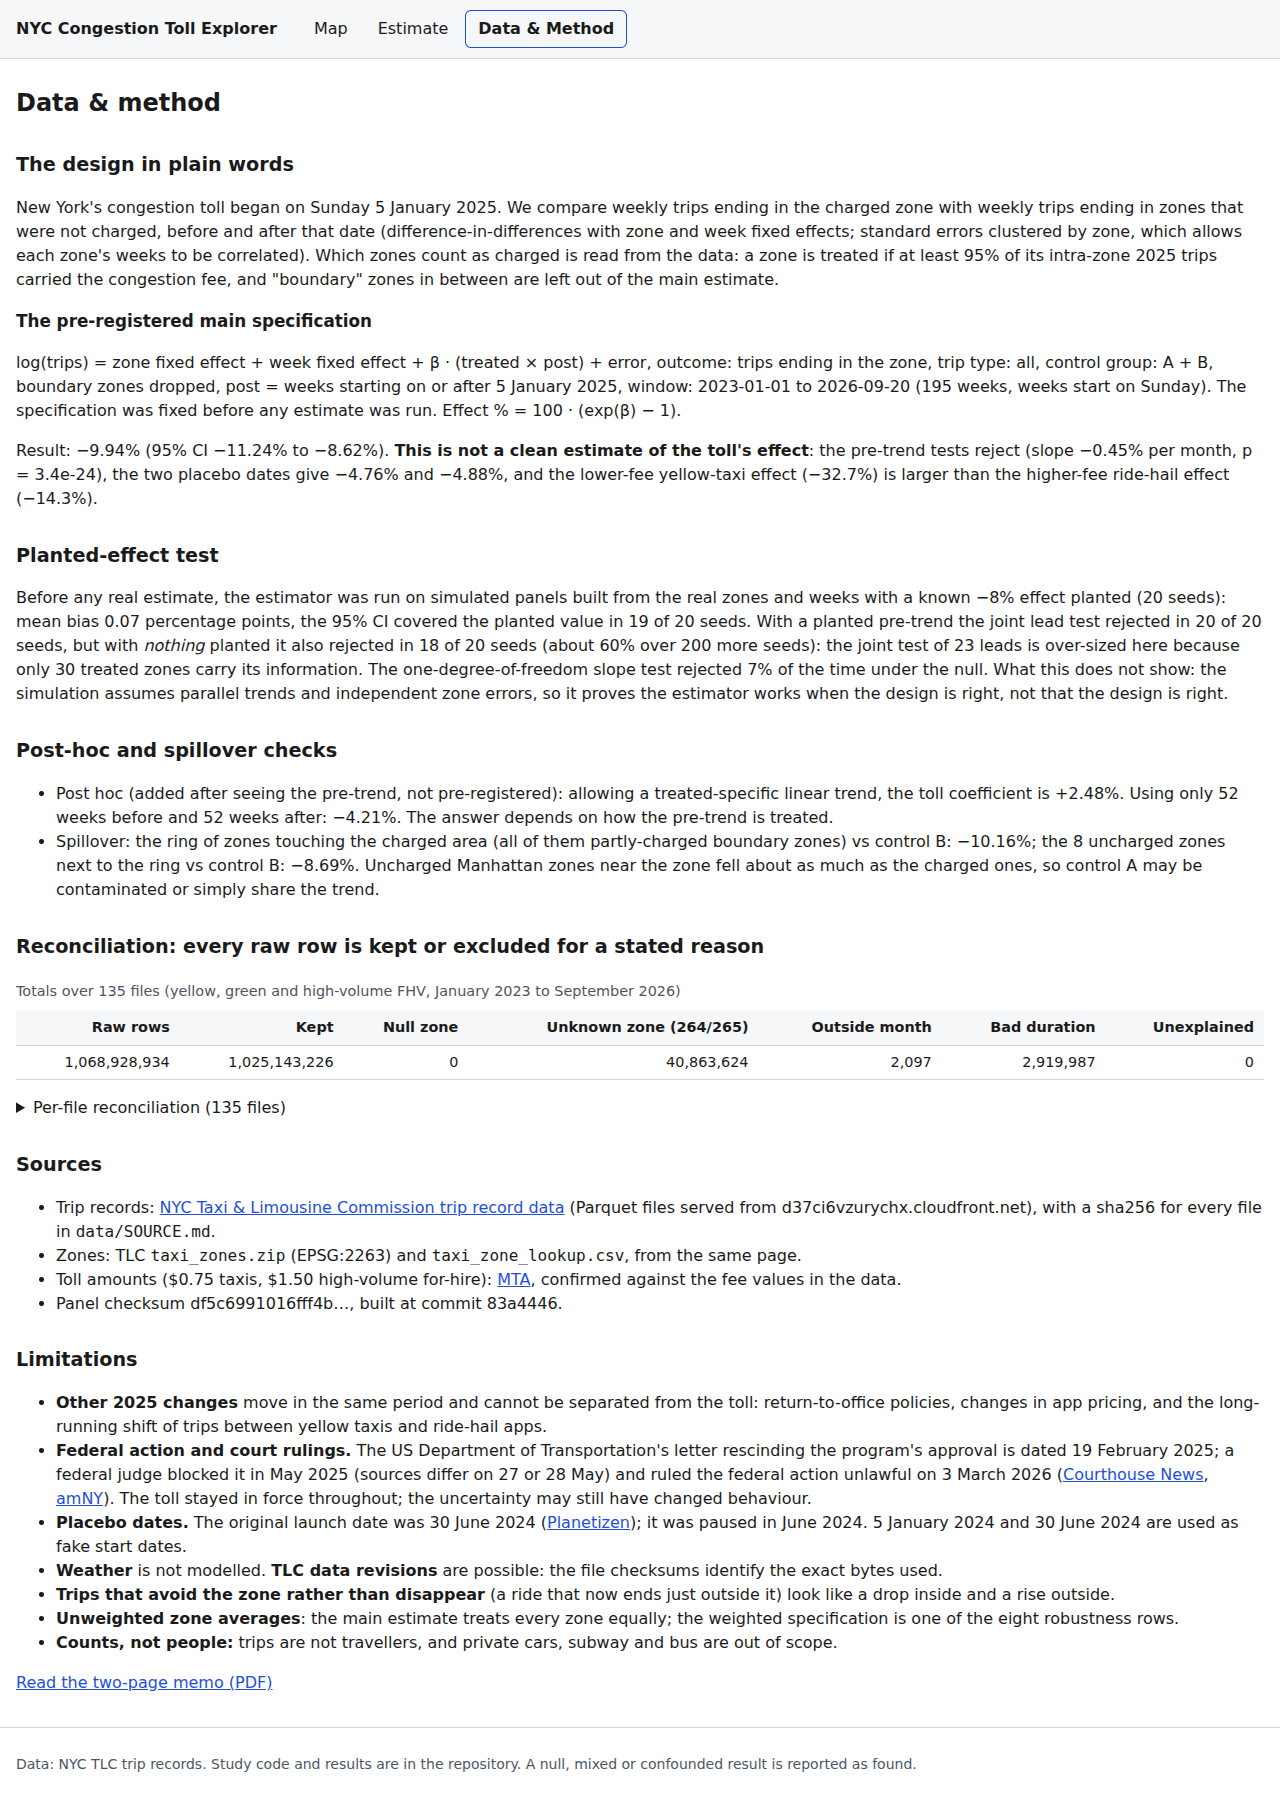 NYC Congestion Toll Explorer Map Estimate Data & Method
Data & method
The design in plain words
New York's congestion toll began on Sunday 5 January 2025. We compare weekly trips ending in the charged zone with weekly trips ending in zones that
were not charged, before and after that date (difference-in-differences with zone and week fixed effects; standard errors clustered by zone, which allows
each zone's weeks to be correlated). Which zones count as charged is read from the data: a zone is treated if at least 95% of its intra-zone 2025 trips
carried the congestion fee, and "boundary" zones in between are left out of the main estimate.
The pre-registered main specification
log(trips) = zone fixed effect + week fixed effect + β · (treated × post) + error, outcome: trips ending in the zone, trip type: all, control group: A + B,
boundary zones dropped, post = weeks starting on or after 5 January 2025, window: 2023-01-01 to 2026-09-20 (195 weeks, weeks start on Sunday). The
specification was fixed before any estimate was run. Effect % = 100 · (exp(β) − 1).
Result: −9.94% (95% CI −11.24% to −8.62%). This is not a clean estimate of the toll's effect: the pre-trend tests reject (slope −0.45% per month, p
= 3.4e-24), the two placebo dates give −4.76% and −4.88%, and the lower-fee yellow-taxi effect (−32.7%) is larger than the higher-fee ride-hail effect
(−14.3%).
Planted-effect test
Before any real estimate, the estimator was run on simulated panels built from the real zones and weeks with a known −8% effect planted (20 seeds):
mean bias 0.07 percentage points, the 95% CI covered the planted value in 19 of 20 seeds. With a planted pre-trend the joint lead test rejected in 20 of 20
seeds, but with nothing planted it also rejected in 18 of 20 seeds (about 60% over 200 more seeds): the joint test of 23 leads is over-sized here because
only 30 treated zones carry its information. The one-degree-of-freedom slope test rejected 7% of the time under the null. What this does not show: the
simulation assumes parallel trends and independent zone errors, so it proves the estimator works when the design is right, not that the design is right.
Post-hoc and spillover checks
• Post hoc (added after seeing the pre-trend, not pre-registered): allowing a treated-specific linear trend, the toll coefficient is +2.48%. Using only 52
weeks before and 52 weeks after: −4.21%. The answer depends on how the pre-trend is treated.
• Spillover: the ring of zones touching the charged area (all of them partly-charged boundary zones) vs control B: −10.16%; the 8 uncharged zones
next to the ring vs control B: −8.69%. Uncharged Manhattan zones near the zone fell about as much as the charged ones, so control A may be
contaminated or simply share the trend.
Reconciliation: every raw row is kept or excluded for a stated reason
Totals over 135 files (yellow, green and high-volume FHV, January 2023 to September 2026)
Raw rows Kept Null zone Unknown zone (264/265) Outside month Bad duration Unexplained
1,068,928,934 1,025,143,226 0 40,863,624 2,097 2,919,987 0
▶ Per-file reconciliation (135 files)
Sources
• Trip records: NYC Taxi & Limousine Commission trip record data (Parquet files served from d37ci6vzurychx.cloudfront.net), with a sha256 for every file
in data/SOURCE.md.
• Zones: TLC taxi_zones.zip (EPSG:2263) and taxi_zone_lookup.csv, from the same page.
• Toll amounts ($0.75 taxis, $1.50 high-volume for-hire): MTA, confirmed against the fee values in the data.
• Panel checksum df5c6991016fff4b…, built at commit 83a4446.
Limitations
• Other 2025 changes move in the same period and cannot be separated from the toll: return-to-office policies, changes in app pricing, and the long-
running shift of trips between yellow taxis and ride-hail apps.
• Federal action and court rulings. The US Department of Transportation's letter rescinding the program's approval is dated 19 February 2025; a
federal judge blocked it in May 2025 (sources differ on 27 or 28 May) and ruled the federal action unlawful on 3 March 2026 (Courthouse News,
amNY). The toll stayed in force throughout; the uncertainty may still have changed behaviour.
• Placebo dates. The original launch date was 30 June 2024 (Planetizen); it was paused in June 2024. 5 January 2024 and 30 June 2024 are used as
fake start dates.
• Weather is not modelled. TLC data revisions are possible: the file checksums identify the exact bytes used.
• Trips that avoid the zone rather than disappear (a ride that now ends just outside it) look like a drop inside and a rise outside.
• Unweighted zone averages: the main estimate treats every zone equally; the weighted specification is one of the eight robustness rows.
• Counts, not people: trips are not travellers, and private cars, subway and bus are out of scope.
Read the two-page memo (PDF)
Data: NYC TLC trip records. Study code and results are in the repository. A null, mixed or confounded result is reported as found.